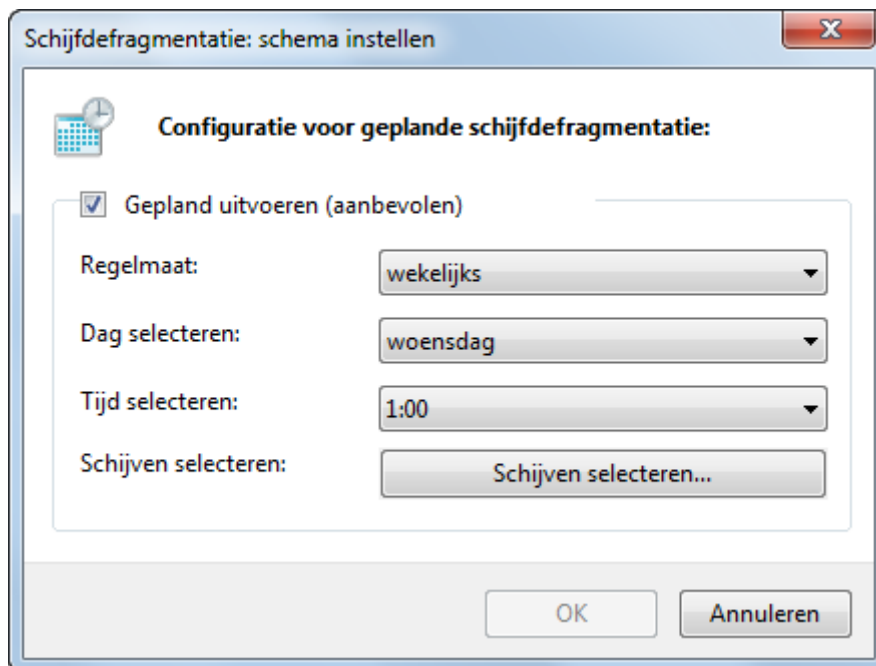 Schijfdefragmentatie: schema instellen
Configuratie voor geplande schijfdefragmentatie:
Gepland uitvoeren (aanbevolen)
Regelmaat:
wekelijks
Dag selecteren:
woensdag
Tijd selecteren:
1:00
Schijven selecteren:
Schijven selecteren...
OK
Annuleren